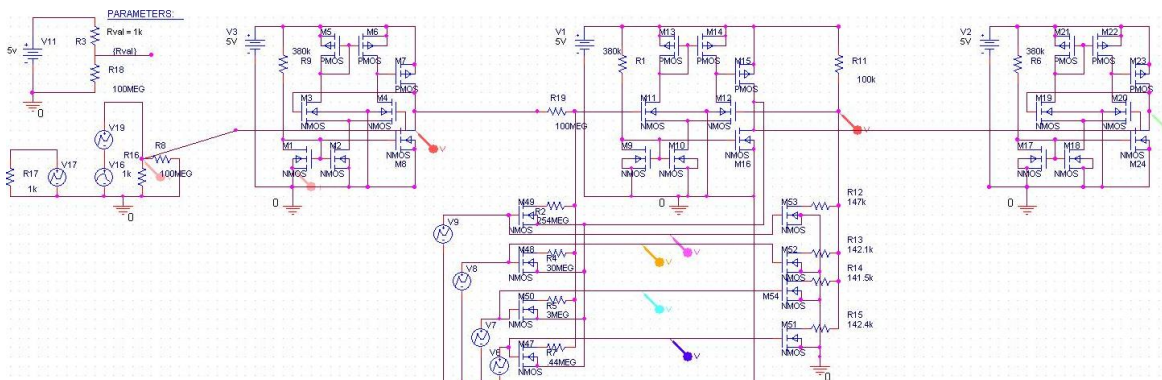 PARAMETERS:
Rval = 1k
{Rval}
V11
5v
R3
R18
100MEG
0
V19
V16
R16
1k
R8
100MEG
R17
1k
V17
0
V3
5V
380k
R9
M5
PMOS
M6
M7
PMOS
M3
NMOS
M4
NMOS
M1
NMOS
M2
NMOS
NMOS
M8
0
V
R19
100MEG
V1
5V
380k
R1
M13
PMOS
M14
M15
PMOS
M11
NMOS
M12
NMOS
M9
NMOS
M10
NMOS
NMOS
M16
0
R11
100k
V
V2
5V
380k
R6
M21
PMOS
M22
M23
PMOS
M19
NMOS
M20
NMOS
M17
NMOS
M18
NMOS
NMOS
M24
0
V9
V8
V7
V6
M49
NMOS
R2
254MEG
M48
NMOS
R4
30MEG
M50
NMOS
R5
3MEG
M47
NMOS
R7
.44MEG
V
V
V
V
M53
NMOS
R12
147k
M52
NMOS
R13
142.1k
M54
NMOS
R14
141.5k
M51
NMOS
R15
142.4k
0